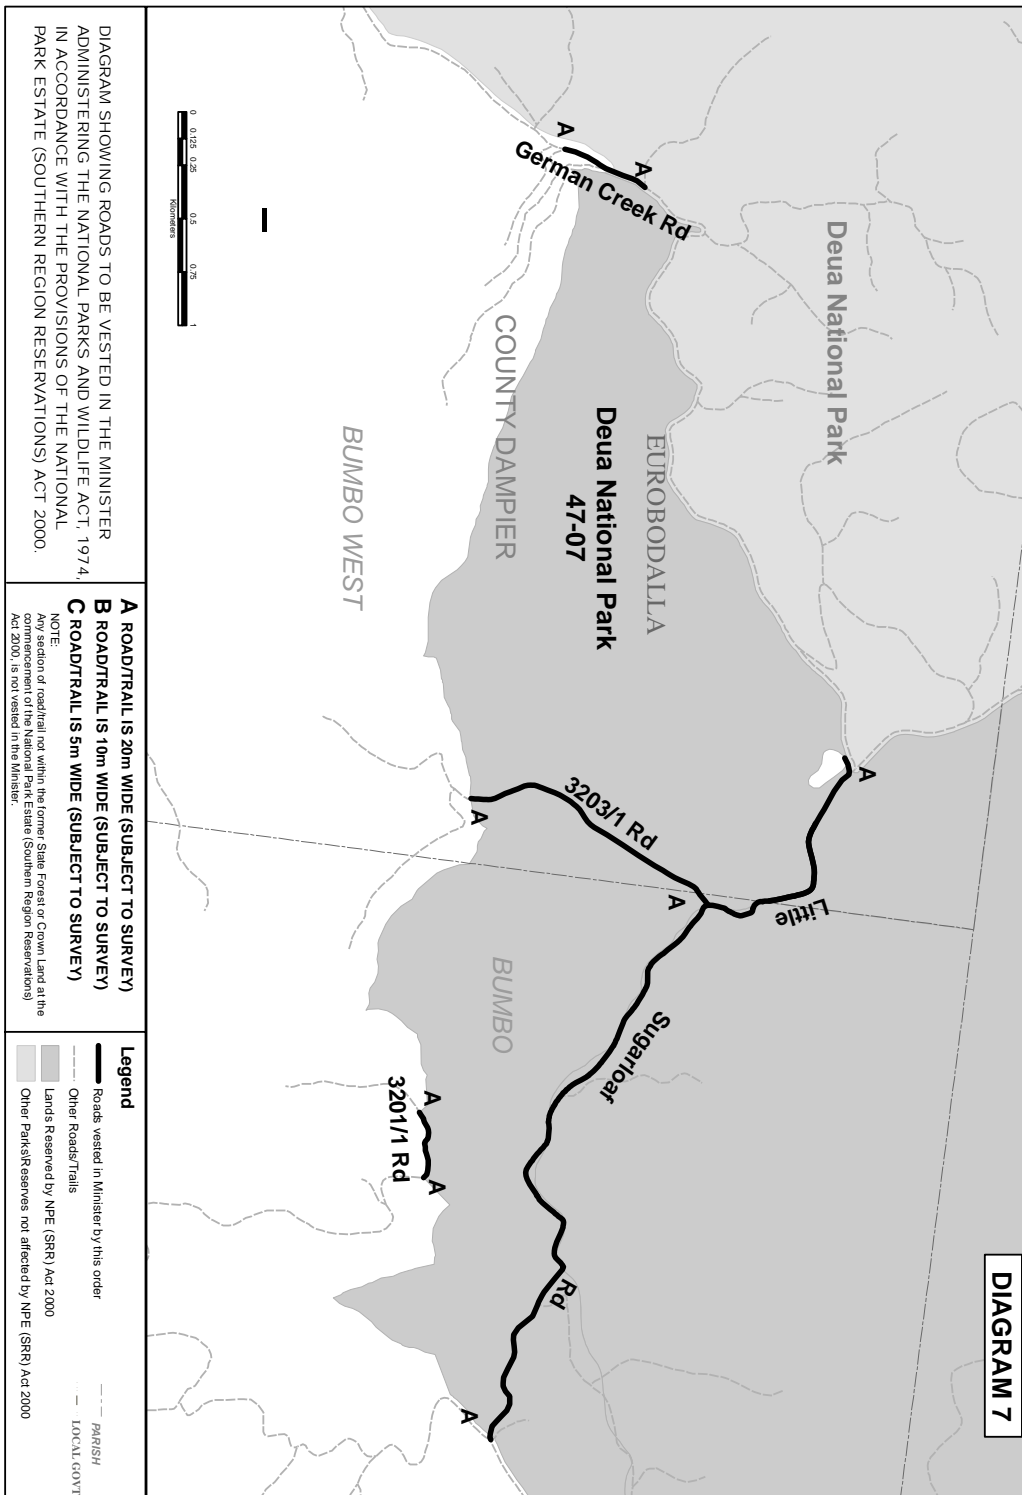 DIAGRAM 7
Deua National Park
German Creek Rd
A
A
EUROBODALLA
Deua National Park
47-07
COUNTY DAMPIER
BUMBO WEST
A
Little
3203/1 Rd
A
A
Sugarloaf
BUMBO
Rd
A
A
A
3201/1 Rd
0 0.125 0.25 0.5 0.75 1
Kilometers
DIAGRAM SHOWING ROADS TO BE VESTED IN THE MINISTER
ADMINISTERING THE NATIONAL PARKS AND WILDLIFE ACT, 1974,
IN ACCORDANCE WITH THE PROVISIONS OF THE NATIONAL
PARK ESTATE (SOUTHERN REGION RESERVATIONS) ACT 2000.
A ROAD/TRAIL IS 20m WIDE (SUBJECT TO SURVEY)
B ROAD/TRAIL IS 10m WIDE (SUBJECT TO SURVEY)
C ROAD/TRAIL IS 5m WIDE (SUBJECT TO SURVEY)
NOTE:
Any section of road/trail not within the former State Forest or Crown Land at the
commencement of the National Park Estate (Southern Region Reservations)
Act 2000, is not vested in the Minister.
Legend
Roads vested in Minister by this order
Other Roads/Trails
Lands Reserved by NPE (SRR) Act 2000
Other Parks\Reserves not affected by NPE (SRR) Act 2000
PARISH
LOCAL GOVT